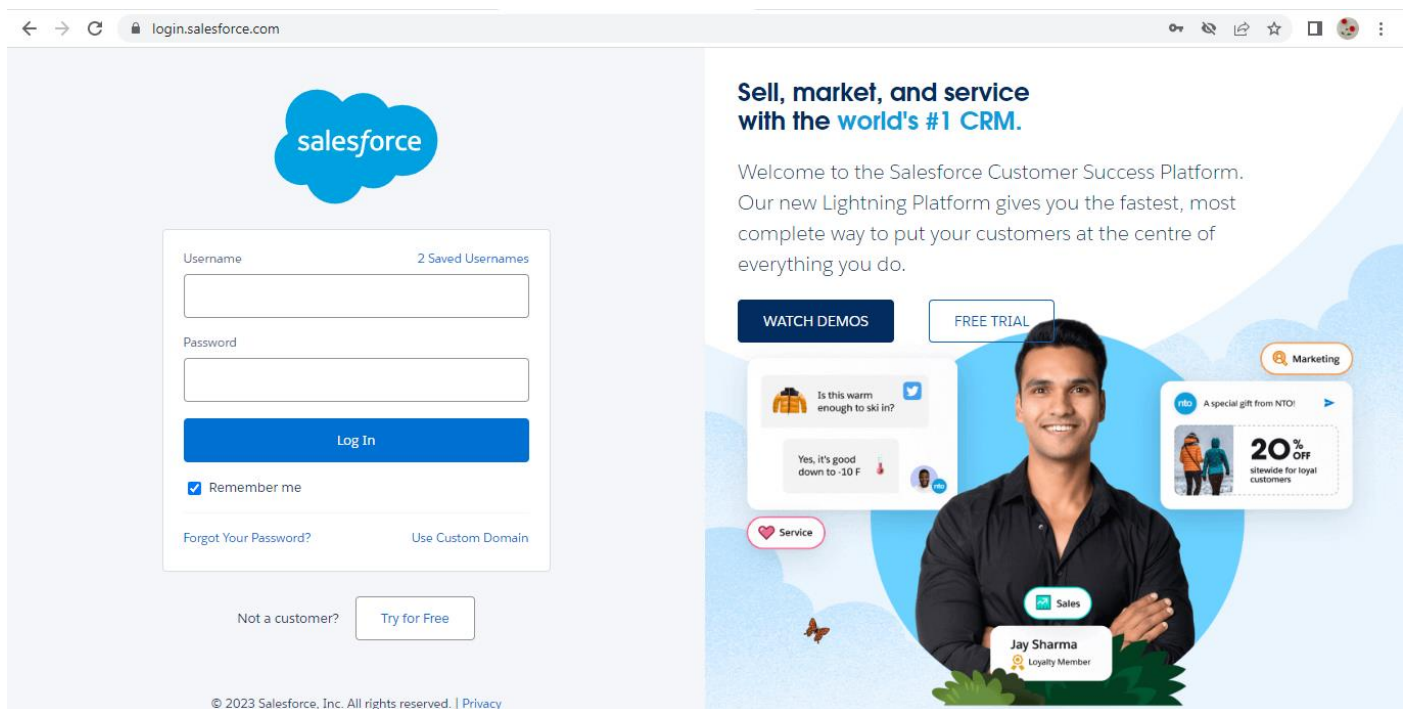 login.salesforce.com
salesforce
Username
2 Saved Usernames
Password
Log In
Remember me
Forgot Your Password?
Use Custom Domain
Not a customer?
Try for Free
© 2023 Salesforce, Inc. All rights reserved. | Privacy
Sell, market, and service
with the world's #1 CRM.
Welcome to the Salesforce Customer Success Platform.
Our new Lightning Platform gives you the fastest, most
complete way to put your customers at the centre of
everything you do.
WATCH DEMOS
FREE TRIAL
Is this warm
enough to ski in?
Yes, it's good
down to -10 F
nto
Service
Marketing
nto
A special gift from NTO!
20% OFF
sitewide for loyal
customers
Sales
Jay Sharma
Loyalty Member